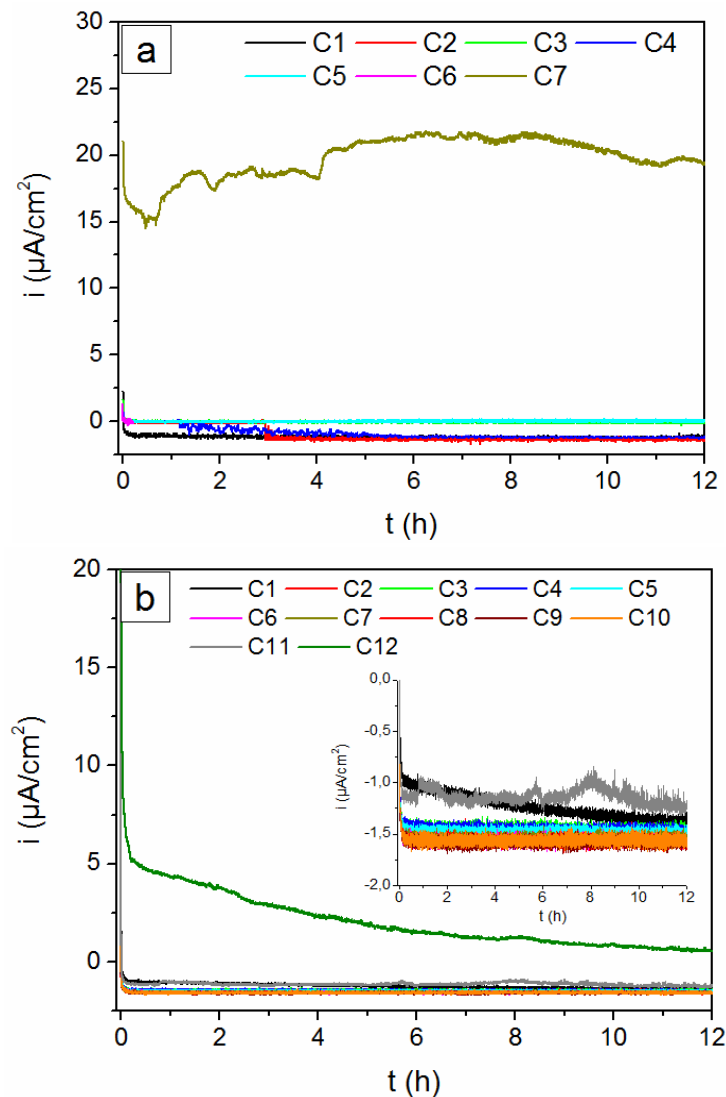 a
C1 C2 C3 C4
C5 C6 C7
30
25
20
15
10
5
0
i (µA/cm²)
0 2 4 6 8 10 12
t (h)
b
C1 C2 C3 C4 C5
C6 C7 C8 C9 C10
C11 C12
20
15
10
5
0
i (µA/cm²)
0,0
-0,5
-1,0
-1,5
-2,0
i (µA/cm²)
0 2 4 6 8 10 12
t (h)
0 2 4 6 8 10 12
t (h)